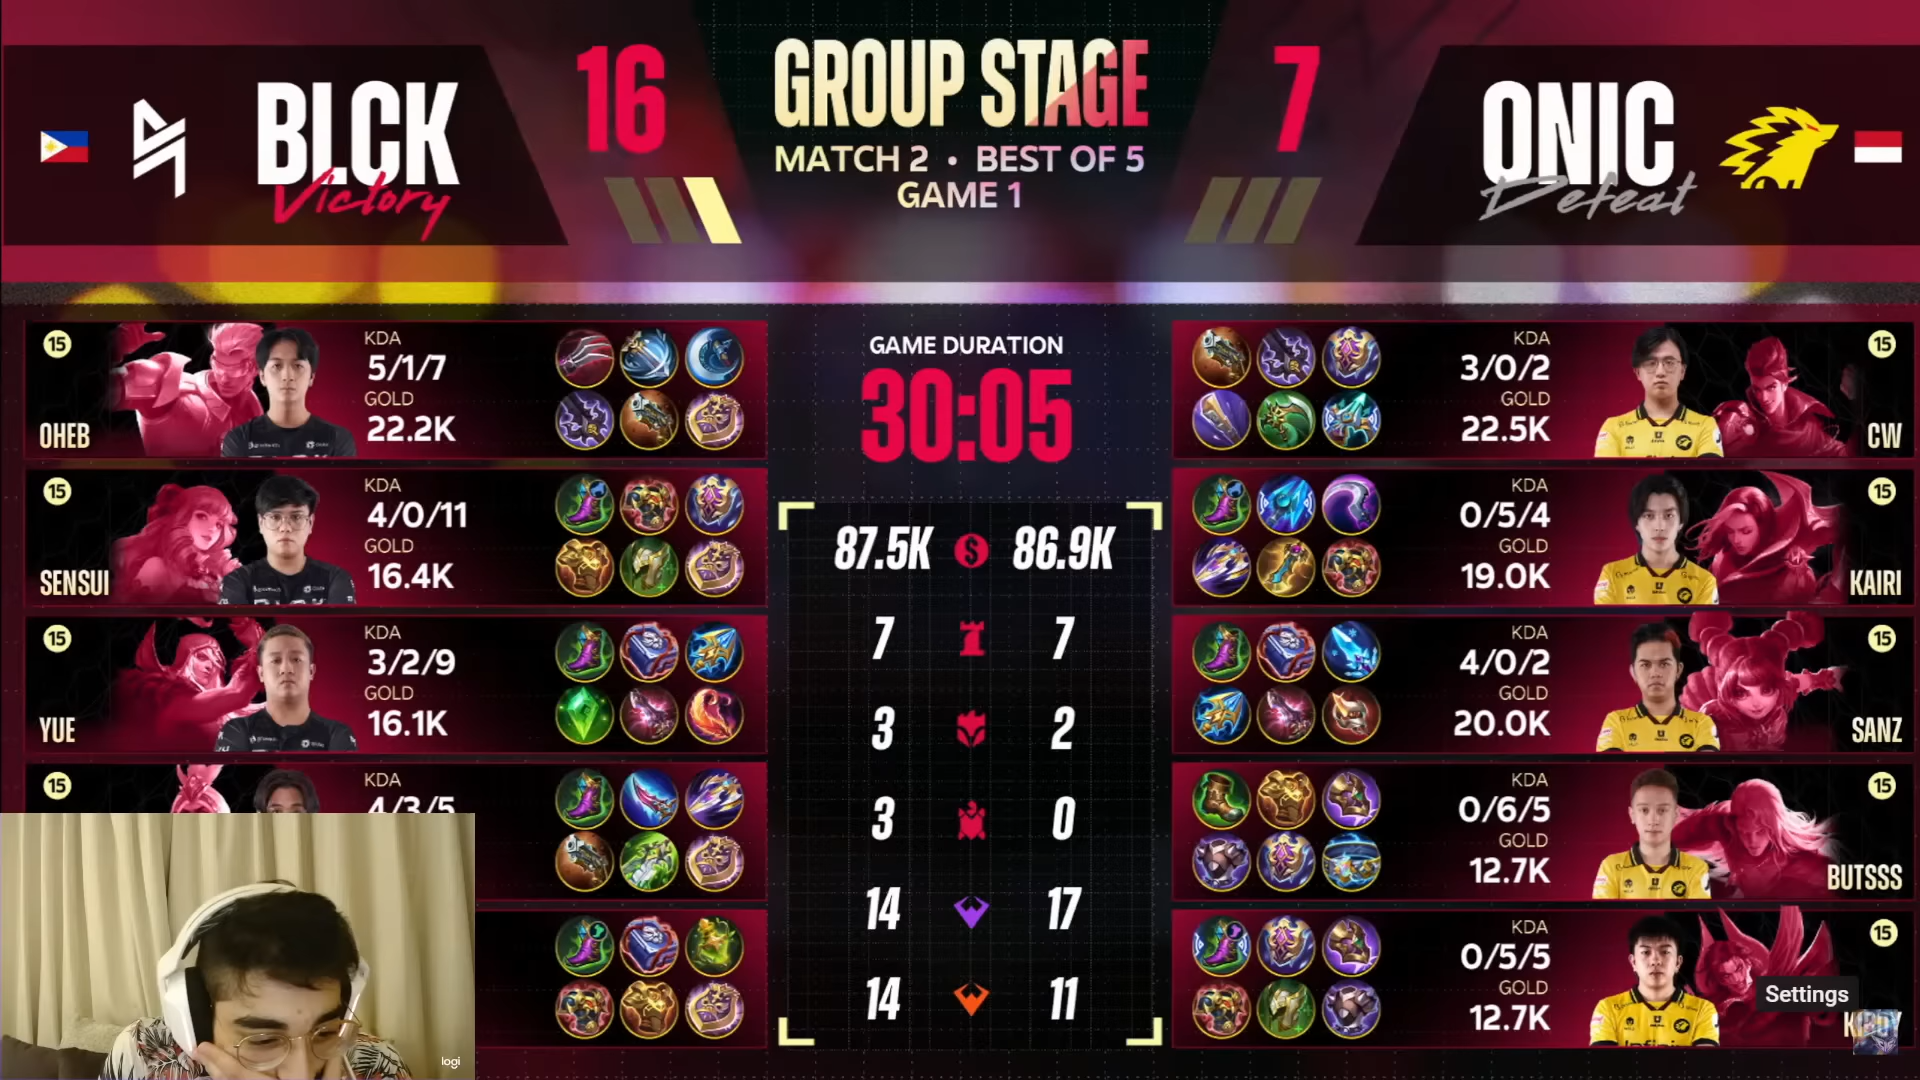 BLCK
Victory
16
GROUP STAGE
MATCH 2 • BEST OF 5
GAME 1
7
ONIC
Defeat
15
OHEB
KDA
5/1/7
GOLD
22.2K
15
SENSUI
KDA
4/0/11
GOLD
16.4K
15
YUE
KDA
3/2/9
GOLD
16.1K
15
KDA
4/3/5
logi
GAME DURATION
30:05
87.5K $ 86.9K
7 7
3 2
3 0
14 17
14 11
KDA
3/0/2
GOLD
22.5K
15
CW
KDA
0/5/4
GOLD
19.0K
15
KAIRI
KDA
4/0/2
GOLD
20.0K
15
SANZ
KDA
0/6/5
GOLD
12.7K
15
BUTSSS
KDA
0/5/5
GOLD
12.7K
15
Settings